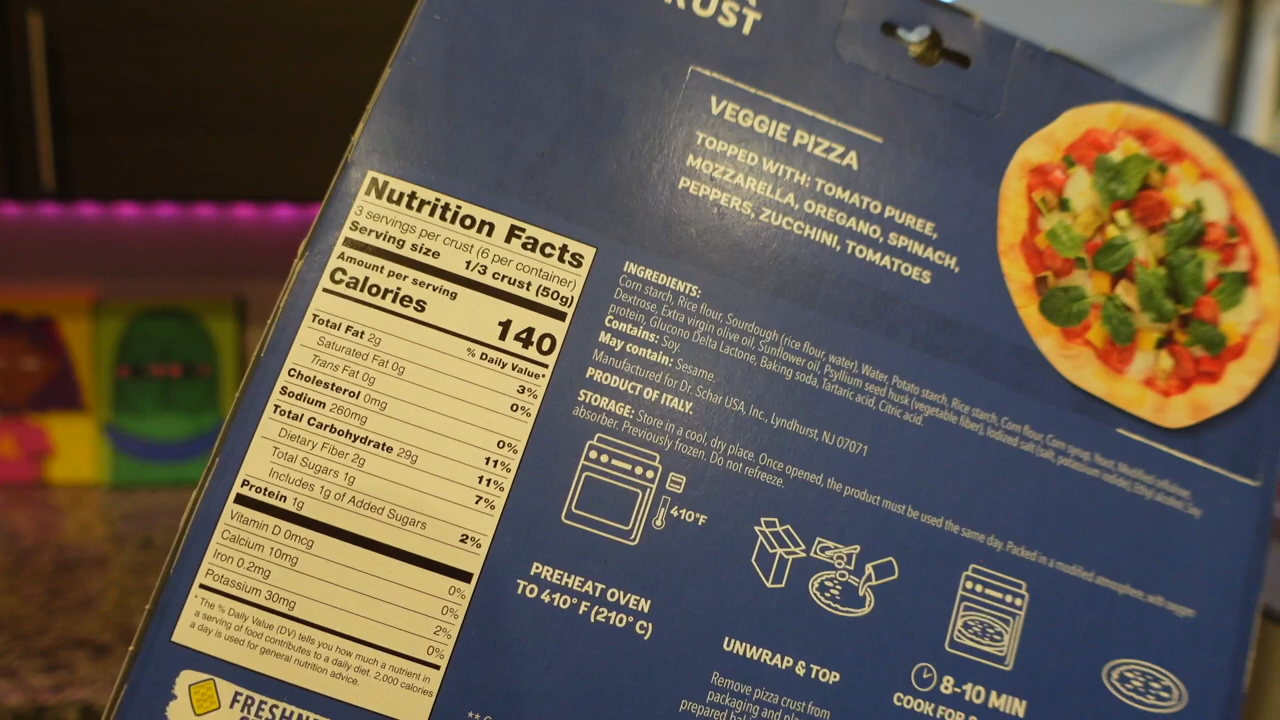 RUST
VEGGIE PIZZA
TOPPED WITH: TOMATO PUREE,
MOZZARELLA, OREGANO, SPINACH,
PEPPERS, ZUCCHINI, TOMATOES
Nutrition Facts
3 servings per crust (6 per container)
Serving size 1/3 crust (50g)
Amount per serving
Calories 140
% Daily Value*
Total Fat 2g 3%
Saturated Fat 0g 0%
Trans Fat 0g
Cholesterol 0mg 0%
Sodium 260mg 11%
Total Carbohydrate 29g 11%
Dietary Fiber 2g 7%
Total Sugars 1g
Includes 1g of Added Sugars 2%
Protein 1g
Vitamin D 0mcg 0%
Calcium 10mg 0%
Iron 0.2mg 2%
Potassium 30mg 0%
* The % Daily Value (DV) tells you how much a nutrient in
a serving of food contributes to a daily diet. 2,000 calories
a day is used for general nutrition advice.
INGREDIENTS:
Corn starch, Rice flour, Sourdough (rice flour, water), Water, Potato starch, Rice starch, Corn flour, Corn syrup, Yeast, Modified cellulose,
Dextrose, Extra virgin olive oil, Sunflower oil, Psyllium seed husk (vegetable fiber), Iodized salt (salt, potassium iodide), Ethyl alcohol, Soy
protein, Glucono Delta Lactone, Baking soda, Tartaric acid, Citric acid.
Contains: Soy.
May contain: Sesame.
Manufactured for Dr. Schar USA, Inc., Lyndhurst, NJ 07071
PRODUCT OF ITALY.
STORAGE: Store in a cool, dry place. Once opened, the product must be used the same day. Packed in a modified atmosphere, with oxygen
absorber. Previously frozen. Do not refreeze.
410°F
PREHEAT OVEN
TO 410° F (210° C)
UNWRAP & TOP
Remove pizza crust from
packaging and
8-10 MIN
COOK FOR